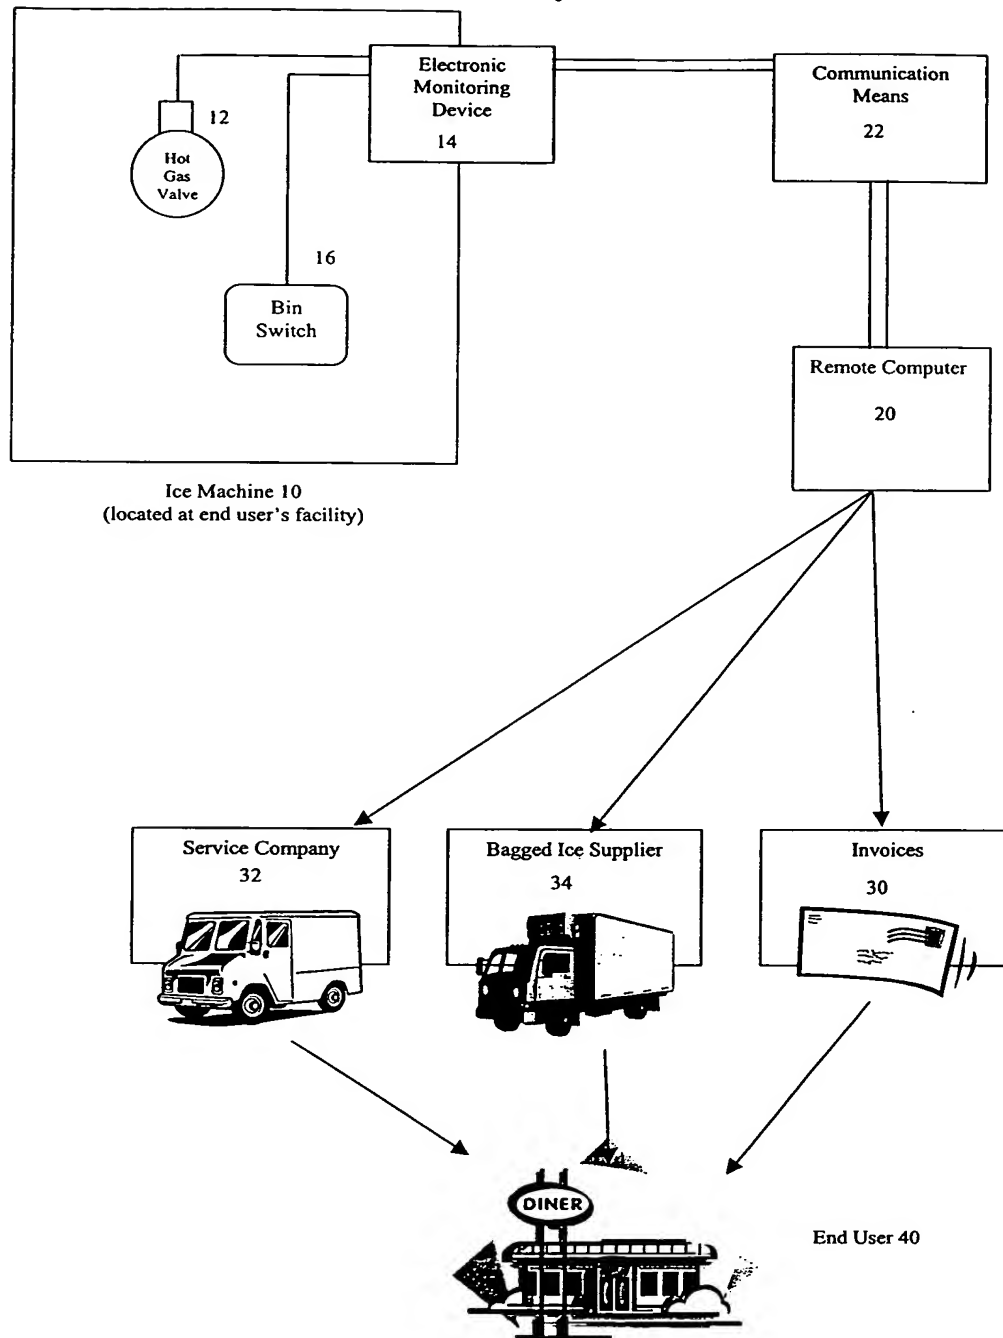 Electronic
Monitoring
Device
14
Communication
Means
22
12
Hot
Gas
Valve
16
Bin
Switch
Remote Computer
20
Ice Machine 10
(located at end user's facility)
Service Company
32
Bagged Ice Supplier
34
Invoices
30
DINER
End User 40